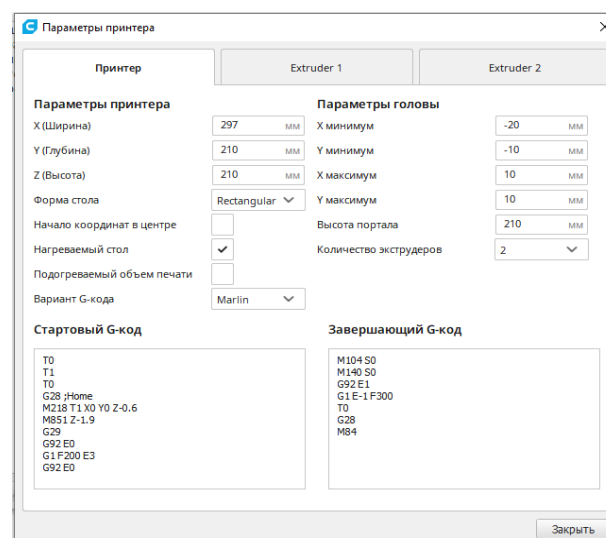 Параметры принтера
Принтер
Extruder 1
Extruder 2
Параметры принтера
X (Ширина) 297 мм
Y (Глубина) 210 мм
Z (Высота) 210 мм
Форма стола Rectangular
Начало координат в центре
Нагреваемый стол
Подогреваемый объем печати
Вариант G-кода Marlin
Параметры головы
X минимум -20 мм
Y минимум -10 мм
X максимум 10 мм
Y максимум 10 мм
Высота портала 210 мм
Количество экструдеров 2
Стартовый G-код
T0
T1
T0
G28 ;Home
M218 T1 X0 Y0 Z-0.6
M851 Z-1.9
G29
G92 E0
G1 F200 E3
G92 E0
Завершающий G-код
M104 S0
M140 S0
G92 E1
G1 E-1 F300
T0
G28
M84
Закрыть